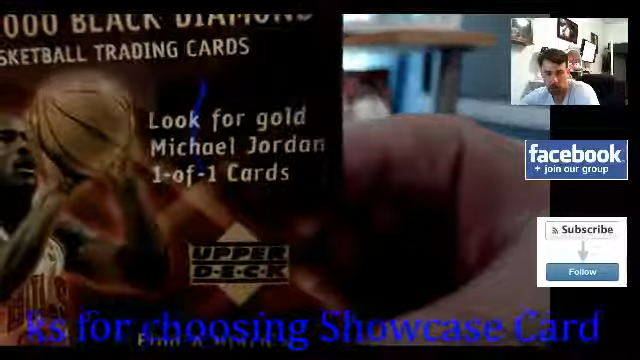 000 BLACK DIAMOND
SKETBALL TRADING CARDS
Look for gold
Michael Jordan
1-of-1 Cards
UPPER
D·E·C·K
facebook
+ join our group
Subscribe
Follow
ks for choosing Showcase Card